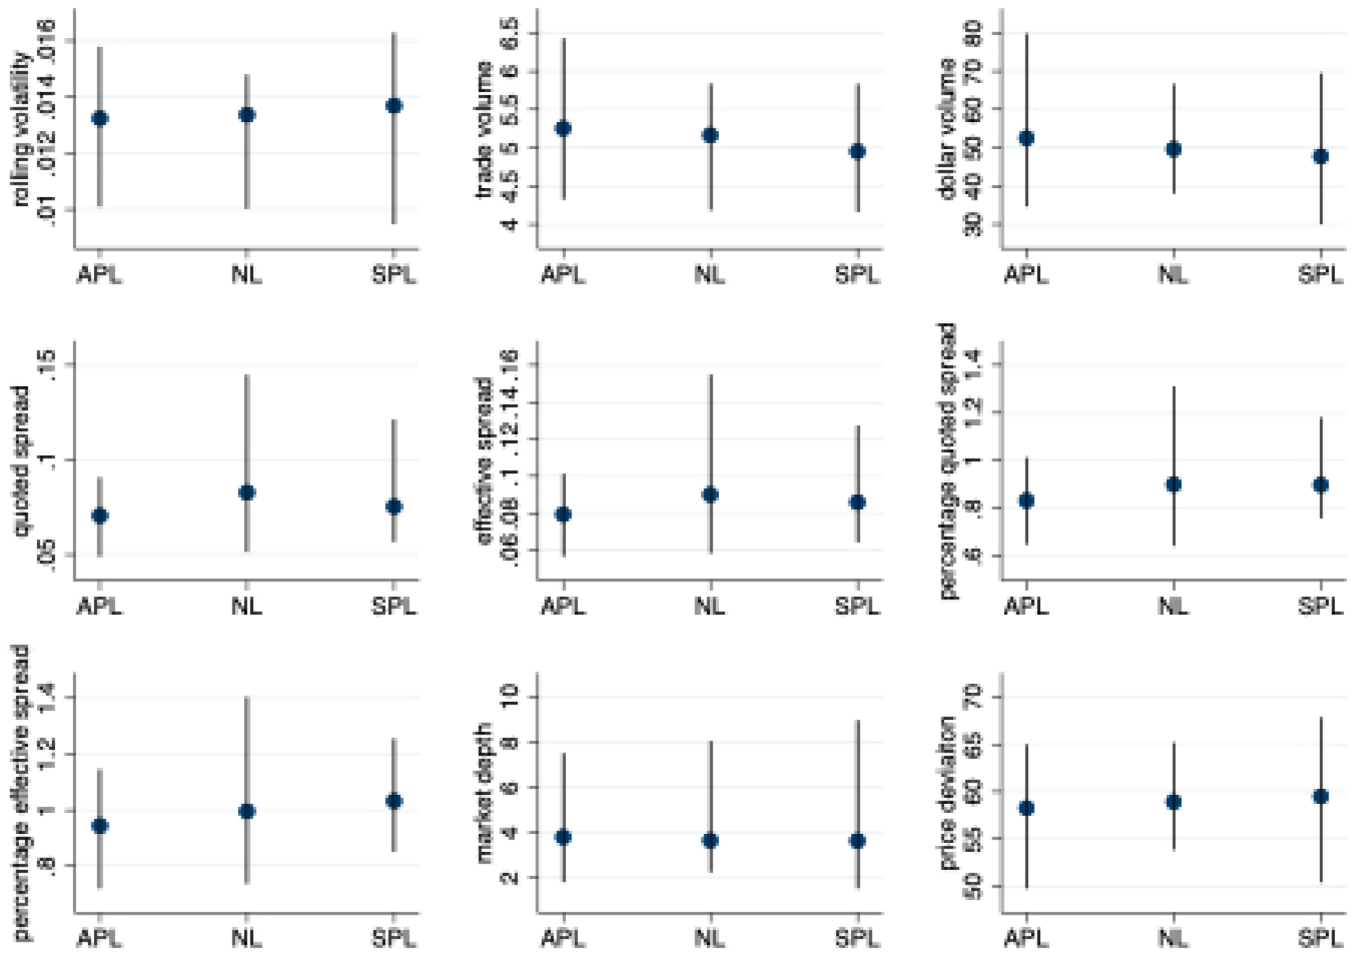 rolling volatility
.016
.014
.012
.01
APL NL SPL
trade volume
6.5
6
5.5
5
4.5
4
APL NL SPL
dollar volume
80
70
60
50
40
30
APL NL SPL
quoted spread
.15
.1
.05
APL NL SPL
effective spread
.16
.14
.12
.1
.08
.06
APL NL SPL
percentage quoted spread
1.4
1.2
1
.8
.6
APL NL SPL
percentage effective spread
1.4
1.2
1
.8
APL NL SPL
market depth
10
8
6
4
2
APL NL SPL
price deviaiton
70
65
60
55
50
APL NL SPL